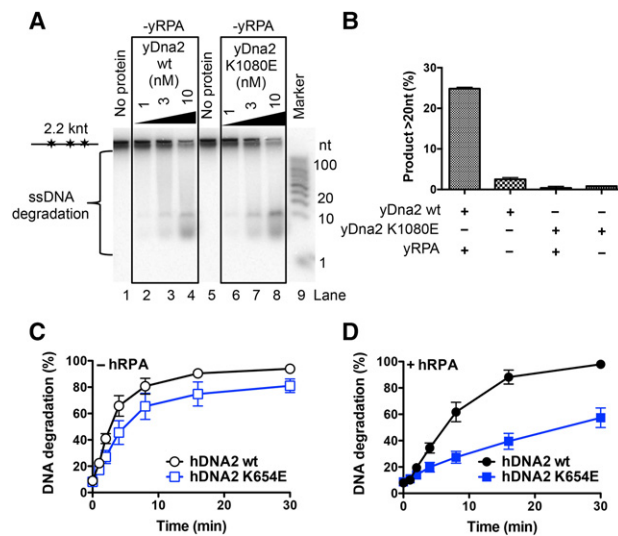 A
-yRPA
-yRPA
No protein
yDna2
wt
(nM)
1 3 10
No protein
yDna2
K1080E
(nM)
1 3 10
Marker
2.2 knt
nt
100
50
20
10
1
ssDNA
degradation
1 2 3 4 5 6 7 8 9 Lane
B
Product >20nt (%)
30
20
10
0
yDna2 wt + + – –
yDna2 K1080E – – + +
yRPA + – + –
C
DNA degradation (%)
100
80
60
40
20
0
– hRPA
hDNA2 wt
hDNA2 K654E
0 10 20 30
Time (min)
D
DNA degradation (%)
100
80
60
40
20
0
+ hRPA
hDNA2 wt
hDNA2 K654E
0 10 20 30
Time (min)